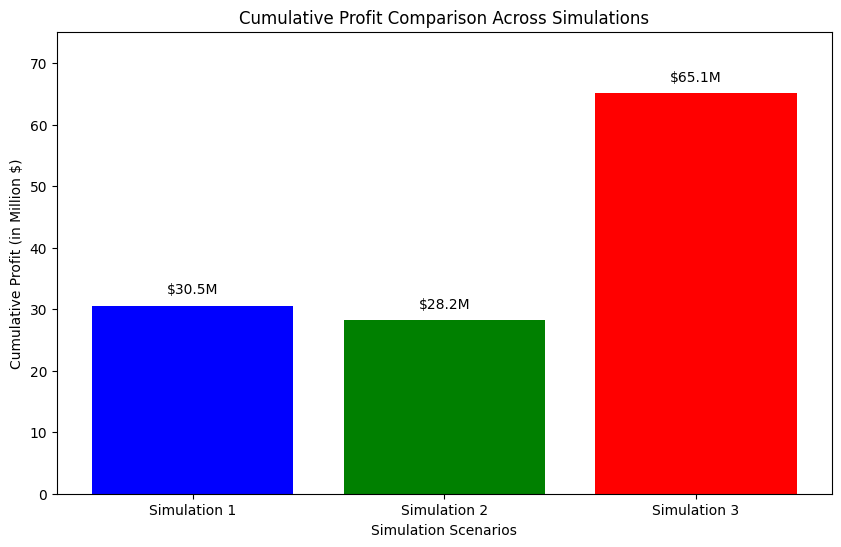 Cumulative Profit Comparison Across Simulations
Cumulative Profit (in Million $)
70
60
50
40
30
20
10
0
$30.5M
$28.2M
$65.1M
Simulation 1
Simulation 2
Simulation 3
Simulation Scenarios